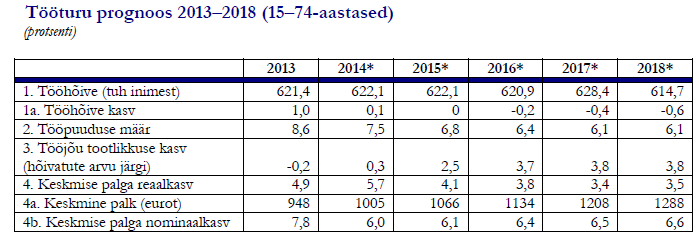 Tööturu prognoos 2013–2018 (15–74-aastased)
(protsenti)
2013 2014* 2015* 2016* 2017* 2018*
1. Tööhõive (tuh inimest) 621,4 622,1 622,1 620,9 628,4 614,7
1a. Tööhõive kasv 1,0 0,1 0 -0,2 -0,4 -0,6
2. Tööpuuduse määr 8,6 7,5 6,8 6,4 6,1 6,1
3. Tööjõu tootlikkuse kasv
(hõivatute arvu järgi) -0,2 0,3 2,5 3,7 3,8 3,8
4. Keskmise palga reaalkasv 4,9 5,7 4,1 3,8 3,4 3,5
4a. Keskmine palk (eurot) 948 1005 1066 1134 1208 1288
4b. Keskmise palga nominaalkasv 7,8 6,0 6,1 6,4 6,5 6,6